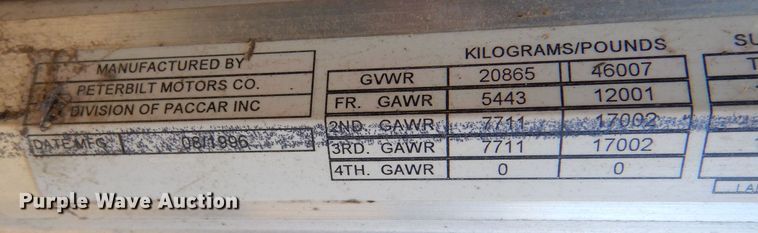 MANUFACTURED BY
PETERBILT MOTORS CO.
DIVISION OF PACCAR INC
DATE MFG 08/1996
KILOGRAMS/POUNDS
GVWR 20865 46007
FR. GAWR 5443 12001
2ND. GAWR 7711 17002
3RD. GAWR 7711 17002
4TH. GAWR 0 0
Purple Wave Auction